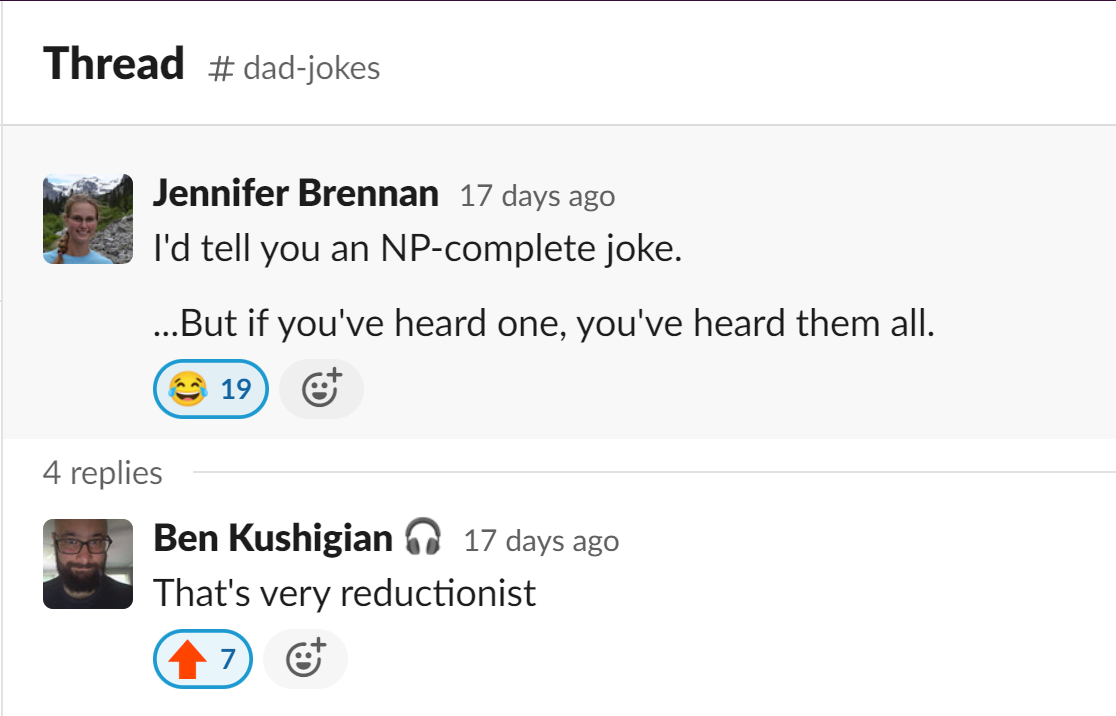 Thread # dad-jokes
Jennifer Brennan 17 days ago
I'd tell you an NP-complete joke.
...But if you've heard one, you've heard them all.
19
4 replies
Ben Kushigian 17 days ago
That's very reductionist
7